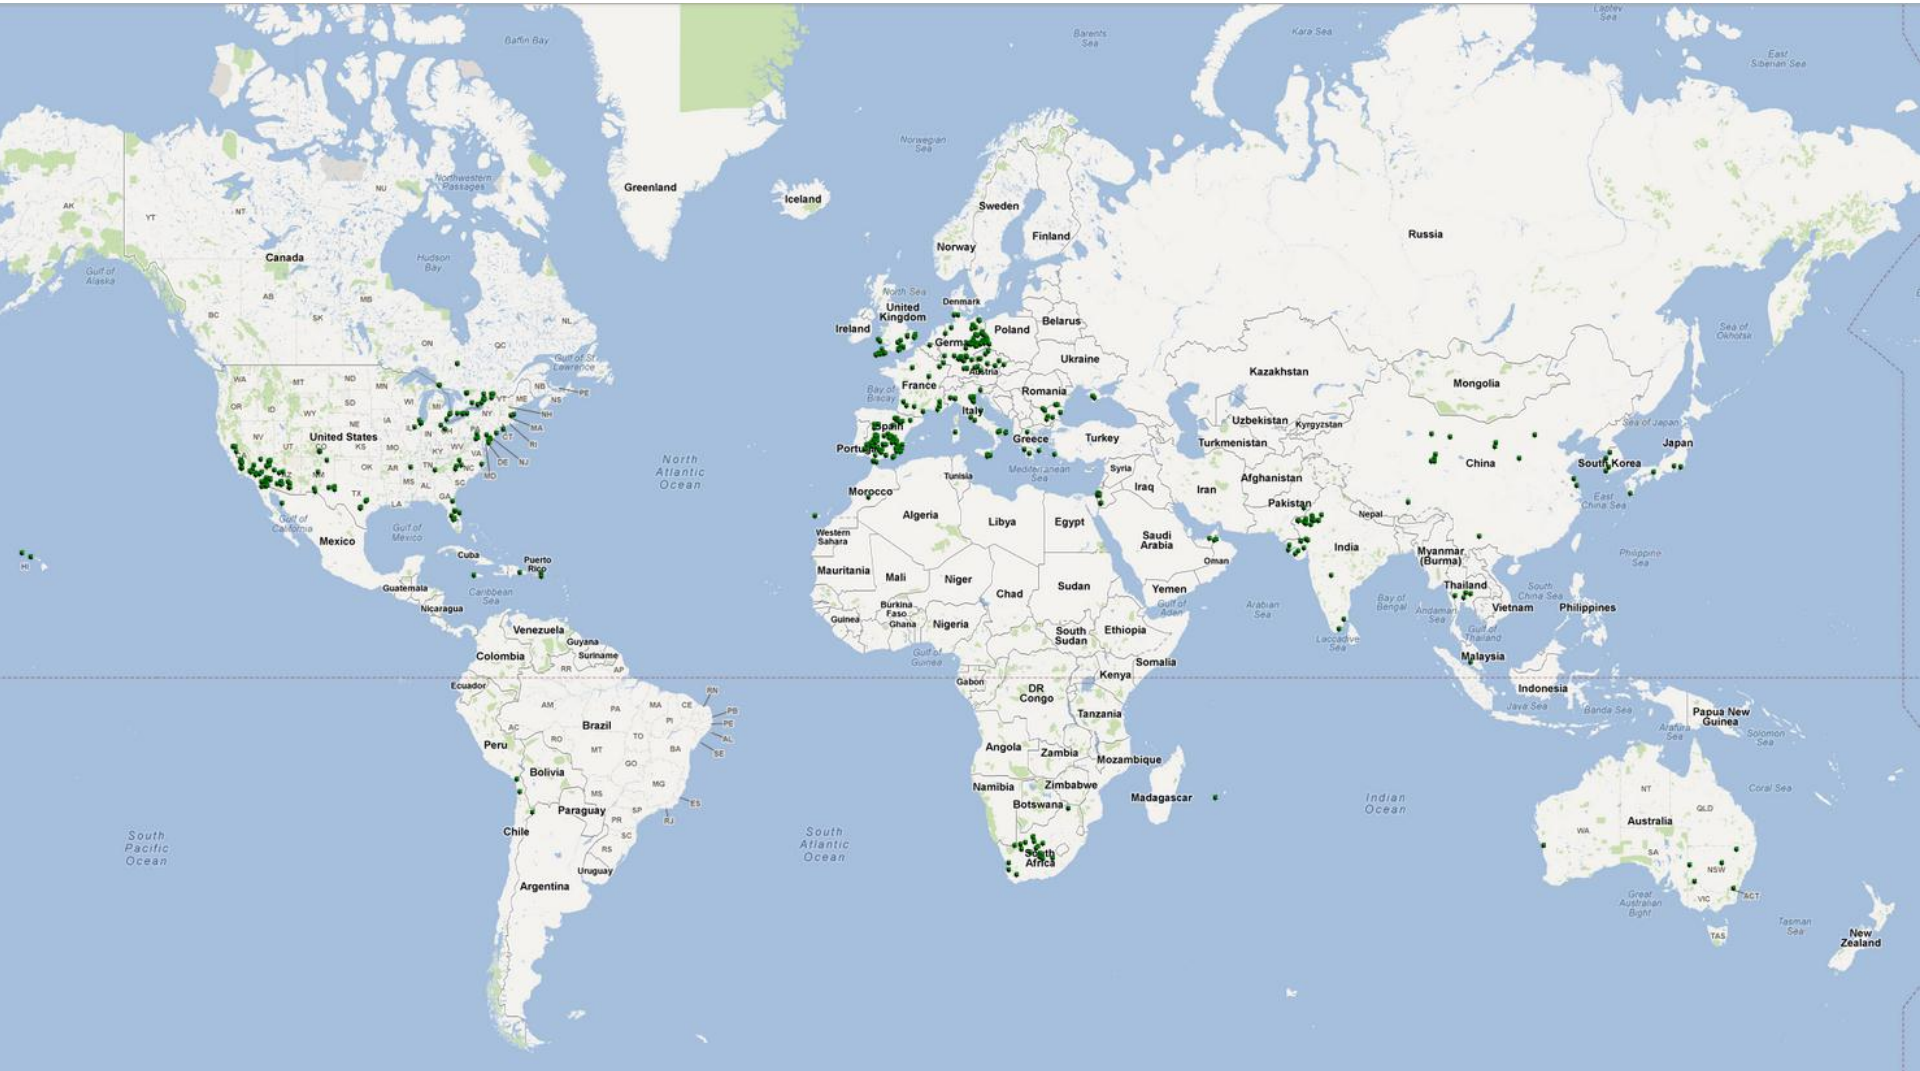 Baffin Bay
Barents
Sea
Kara Sea
Laptev
Sea
East
Siberian Sea
Norwegian
Sea
Northwestern
Passages
Greenland
Iceland
NU
AK
YT
NT
Sweden
Finland
Norway
Russia
Canada
Hudson
Bay
Gulf of
Alaska
AB
MB
BC
SK
NL
ON
QC
North Sea
Denmark
United
Kingdom
Ireland
Poland
Belarus
Germa
Ukraine
Austria
Sea of
Okhotsk
Gulf of St.
Lawrence
WA
MT
ND
MN
NB
PE
NS
ME
VT
OR
ID
WY
SD
WI
MI
NY
NH
MA
CT
RI
NJ
DE
MD
NV
UT
CO
NE
IA
IL
IN
OH
KS
MO
KY
WV
VA
United States
AZ
NM
OK
AR
TN
NC
SC
MS
AL
GA
TX
LA
Bay of
Biscay
France
Romania
Italy
Spain
Portugal
Greece
Turkey
Kazakhstan
Mongolia
Uzbekistan
Kyrgyzstan
Turkmenistan
Sea of Japan
Japan
South Korea
China
North
Atlantic
Ocean
Mediterranean
Sea
Tunisia
Syria
Iraq
Iran
Afghanistan
Pakistan
Nepal
East
China Sea
Morocco
Algeria
Libya
Egypt
Western
Sahara
Saudi
Arabia
Oman
India
Myanmar
(Burma)
Philippine
Sea
Gulf of
California
Gulf of
Mexico
Mexico
Cuba
Puerto
Rico
HI
Guatemala
Caribbean
Sea
Nicaragua
Mauritania
Mali
Niger
Chad
Sudan
Yemen
Gulf of
Aden
Arabian
Sea
Bay of
Bengal
Thailand
Andaman
Sea
South
China Sea
Vietnam
Philippines
Gulf of
Thailand
Laccadive
Sea
Burkina
Faso
Guinea
Ghana
Nigeria
South
Sudan
Ethiopia
Somalia
Gulf of
Guinea
Venezuela
Guyana
Colombia
Suriname
RR
AP
Ecuador
Malaysia
Indonesia
Gabon
DR
Congo
Kenya
Tanzania
Java Sea
Banda Sea
Papua New
Guinea
Arafura
Sea
Solomon
Sea
AM
PA
MA
CE
RN
PB
PE
AL
SE
PI
AC
RO
TO
BA
Brazil
Peru
MT
GO
Bolivia
MG
MS
ES
SP
RJ
Paraguay
PR
SC
RS
Chile
Uruguay
Argentina
Angola
Zambia
Mozambique
Namibia
Zimbabwe
Botswana
Madagascar
South
Africa
Indian
Ocean
South
Pacific
Ocean
South
Atlantic
Ocean
Coral Sea
NT
QLD
WA
Australia
SA
NSW
VIC
ACT
Great
Australian
Bight
TAS
Tasman
Sea
New
Zealand